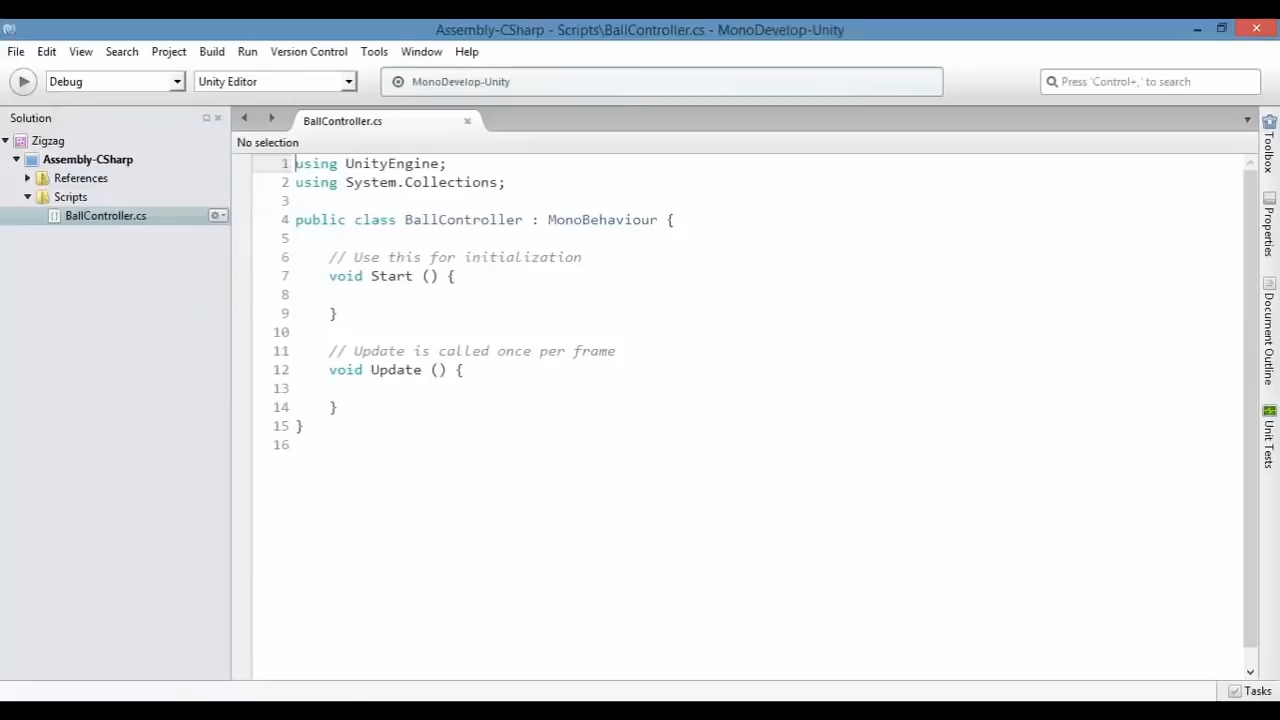 Assembly-CSharp - Scripts\BallController.cs - MonoDevelop-Unity
File Edit View Search Project Build Run Version Control Tools Window Help
Debug Unity Editor MonoDevelop-Unity Press 'Control+,' to search
Solution
Zigzag
Assembly-CSharp
References
Scripts
BallController.cs
BallController.cs
No selection
1 using UnityEngine;
2 using System.Collections;
3
4 public class BallController : MonoBehaviour {
5
6 // Use this for initialization
7 void Start () {
8
9 }
10
11 // Update is called once per frame
12 void Update () {
13
14 }
15 }
16
Toolbox
Properties
Document Outline
Unit Tests
Tasks